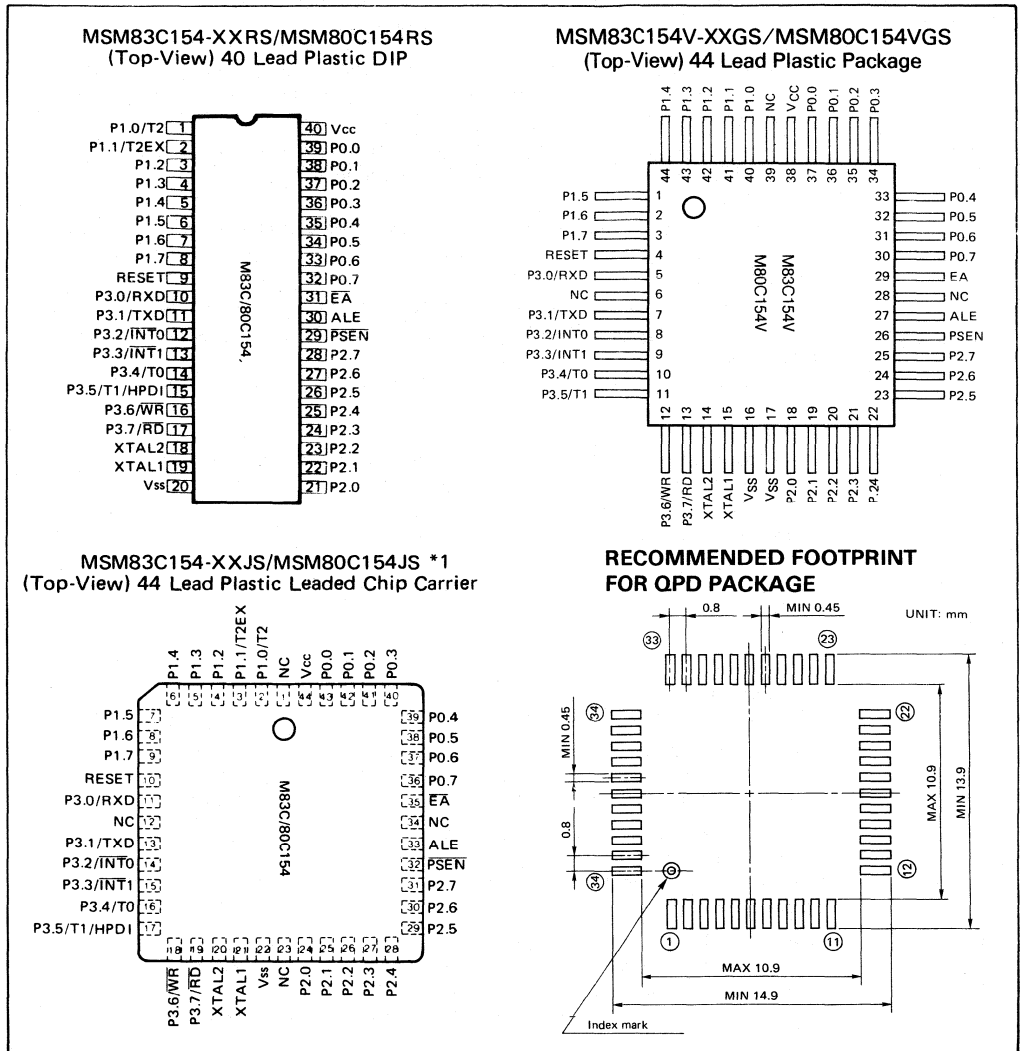 MSM83C154-XXRS/MSM80C154RS
(Top-View) 40 Lead Plastic DIP
P1.0/T2 1
P1.1/T2EX 2
P1.2 3
P1.3 4
P1.4 5
P1.5 6
P1.6 7
P1.7 8
RESET 9
P3.0/RXD 10
P3.1/TXD 11
P3.2/INT0 12
P3.3/INT1 13
P3.4/T0 14
P3.5/T1/HPDI 15
P3.6/WR 16
P3.7/RD 17
XTAL2 18
XTAL1 19
Vss 20
M83C/80C154,
40 Vcc
39 P0.0
38 P0.1
37 P0.2
36 P0.3
35 P0.4
34 P0.5
33 P0.6
32 P0.7
31 EA
30 ALE
29 PSEN
28 P2.7
27 P2.6
26 P2.5
25 P2.4
24 P2.3
23 P2.2
22 P2.1
21 P2.0
MSM83C154V-XXGS/MSM80C154VGS
(Top-View) 44 Lead Plastic Package
P1.4 P1.3 P1.2 P1.1 P1.0 NC VCC P0.0 P0.1 P0.2 P0.3
44 43 42 41 40 39 38 37 36 35 34
P1.5 1
P1.6 2
P1.7 3
RESET 4
P3.0/RXD 5
NC 6
P3.1/TXD 7
P3.2/INT0 8
P3.3/INT1 9
P3.4/T0 10
P3.5/T1 11
M83C154V
M80C154V
33 P0.4
32 P0.5
31 P0.6
30 P0.7
29 EA
28 NC
27 ALE
26 PSEN
25 P2.7
24 P2.6
23 P2.5
12 13 14 15 16 17 18 19 20 21 22
P3.6/WR P3.7/RD XTAL2 XTAL1 VSS VSS P2.0 P2.1 P2.2 P2.3 P.24
MSM83C154-XXJS/MSM80C154JS *1
(Top-View) 44 Lead Plastic Leaded Chip Carrier
P1.4 P1.3 P1.2 P1.1/T2EX P1.0/T2 NC Vcc P0.0 P0.1 P0.2 P0.3
6 5 4 3 2 1 44 43 42 41 40
P1.5 7
P1.6 8
P1.7 9
RESET 10
P3.0/RXD 11
NC 12
P3.1/TXD 13
P3.2/INT0 14
P3.3/INT1 15
P3.4/T0 16
P3.5/T1/HPDI 17
M83C/80C154
39 P0.4
38 P0.5
37 P0.6
36 P0.7
35 EA
34 NC
33 ALE
32 PSEN
31 P2.7
30 P2.6
29 P2.5
18 19 20 21 22 23 24 25 26 27 28
P3.6/WR P3.7/RD XTAL2 XTAL1 Vss NC P2.0 P2.1 P2.2 P2.3 P2.4
RECOMMENDED FOOTPRINT
FOR QPD PACKAGE
0.8
MIN 0.45
UNIT: mm
33
23
34
22
MIN 0.45
0.8
MAX 10.9
MIN 13.9
34
12
1
11
MAX 10.9
MIN 14.9
Index mark